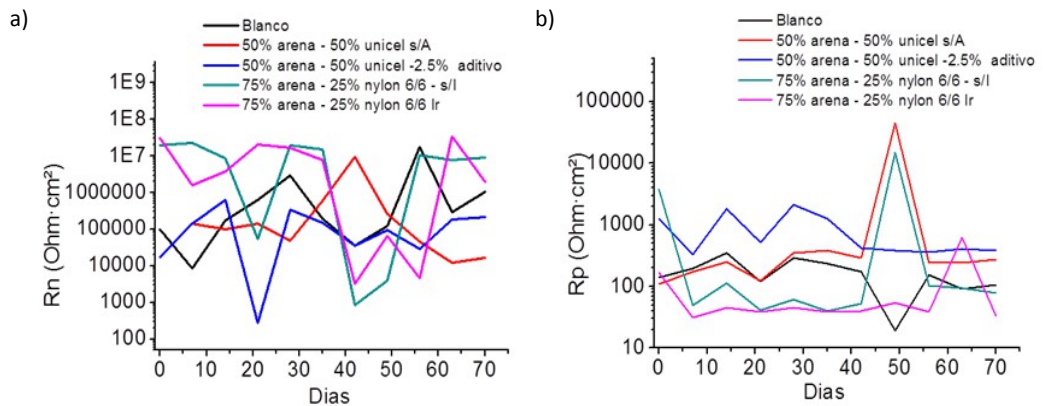 a)
Blanco
50% arena - 50% unicel s/A
50% arena - 50% unicel -2.5% aditivo
75% arena - 25% nylon 6/6 - s/I
75% arena - 25% nylon 6/6 Ir
1E9
1E8
1E7
1000000
100000
10000
1000
100
Rn (Ohm·cm²)
0 10 20 30 40 50 60 70
Dias
b)
Blanco
50% arena - 50% unicel s/A
50% arena - 50% unicel -2.5% aditivo
75% arena - 25% nylon 6/6 - s/I
75% arena - 25% nylon 6/6 Ir
100000
10000
1000
100
10
Rp (Ohm·cm²)
0 10 20 30 40 50 60 70
Dias